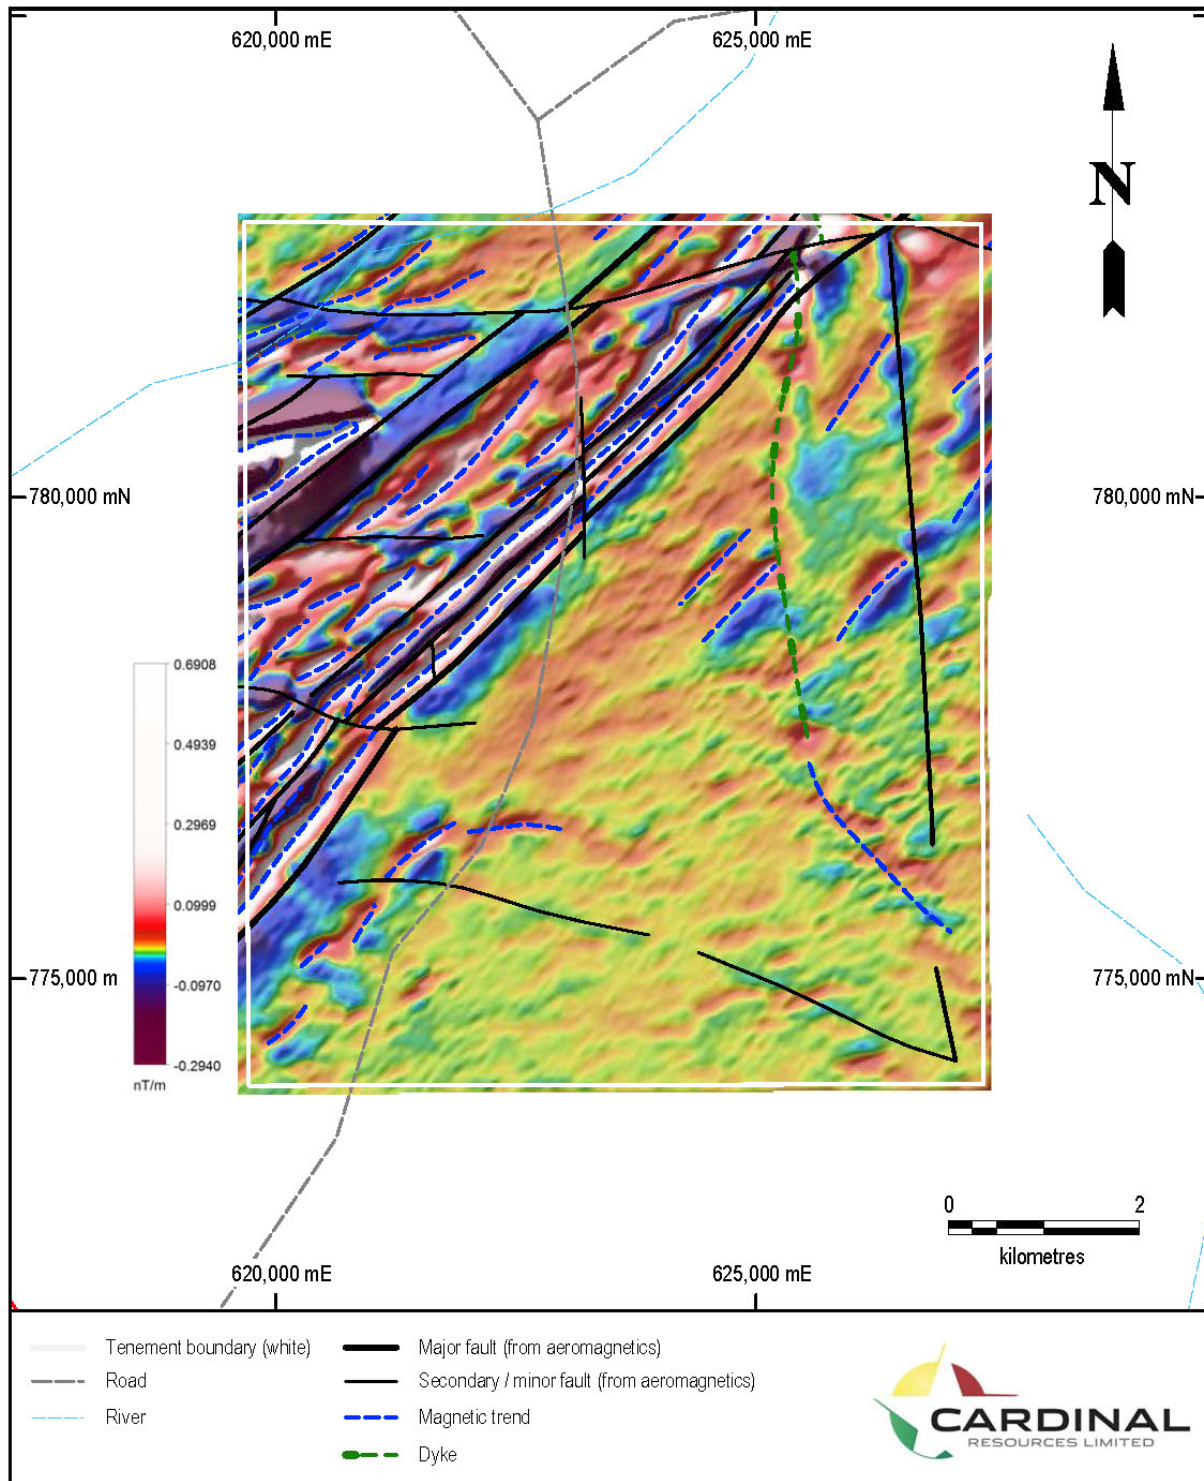 620,000 mE 625,000 mE
N
780,000 mN 780,000 mN
0.6908
0.4939
0.2969
0.0999
-0.0970
-0.2940
nT/m
775,000 m 775,000 mN
0 2
kilometres
620,000 mE 625,000 mE
Tenement boundary (white) Major fault (from aeromagnetics)
Road Secondary / minor fault (from aeromagnetics)
River Magnetic trend
Dyke
CARDINAL
RESOURCES LIMITED